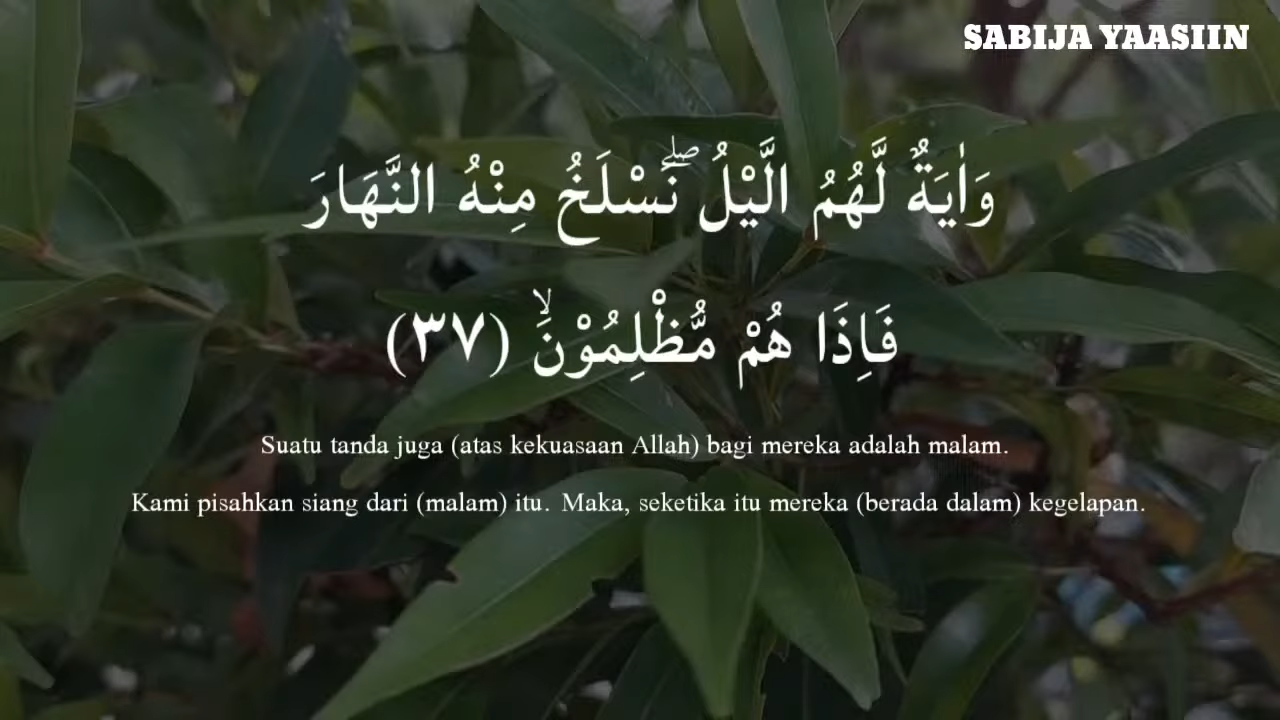 SABIJA YAASIIN
وَاٰيَةٌ لَّهُمُ الَّيْلُ ۖنَسْلَخُ مِنْهُ النَّهَارَ
فَاِذَا هُمْ مُّظْلِمُوْنَۙ (٣٧)
Suatu tanda juga (atas kekuasaan Allah) bagi mereka adalah malam.
Kami pisahkan siang dari (malam) itu. Maka, seketika itu mereka (berada dalam) kegelapan.